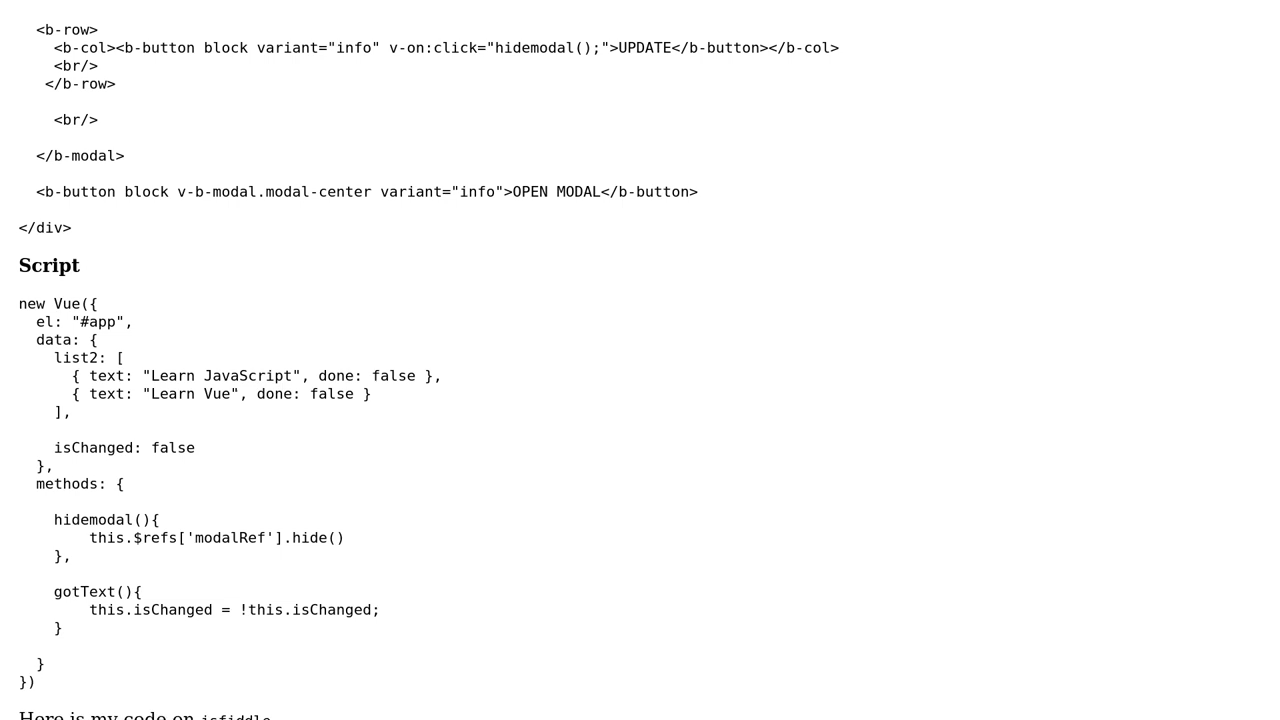 <b-row>
<b-col><b-button block variant="info" v-on:click="hidemodal();">UPDATE</b-button></b-col>
<br/>
</b-row>
<br/>
</b-modal>
<b-button block v-b-modal.modal-center variant="info">OPEN MODAL</b-button>
</div>
Script
new Vue({
el: "#app",
data: {
list2: [
{ text: "Learn JavaScript", done: false },
{ text: "Learn Vue", done: false }
],
isChanged: false
},
methods: {
hidemodal(){
this.$refs['modalRef'].hide()
},
gotText(){
this.isChanged = !this.isChanged;
}
}
})
Here is my code on jsfiddle